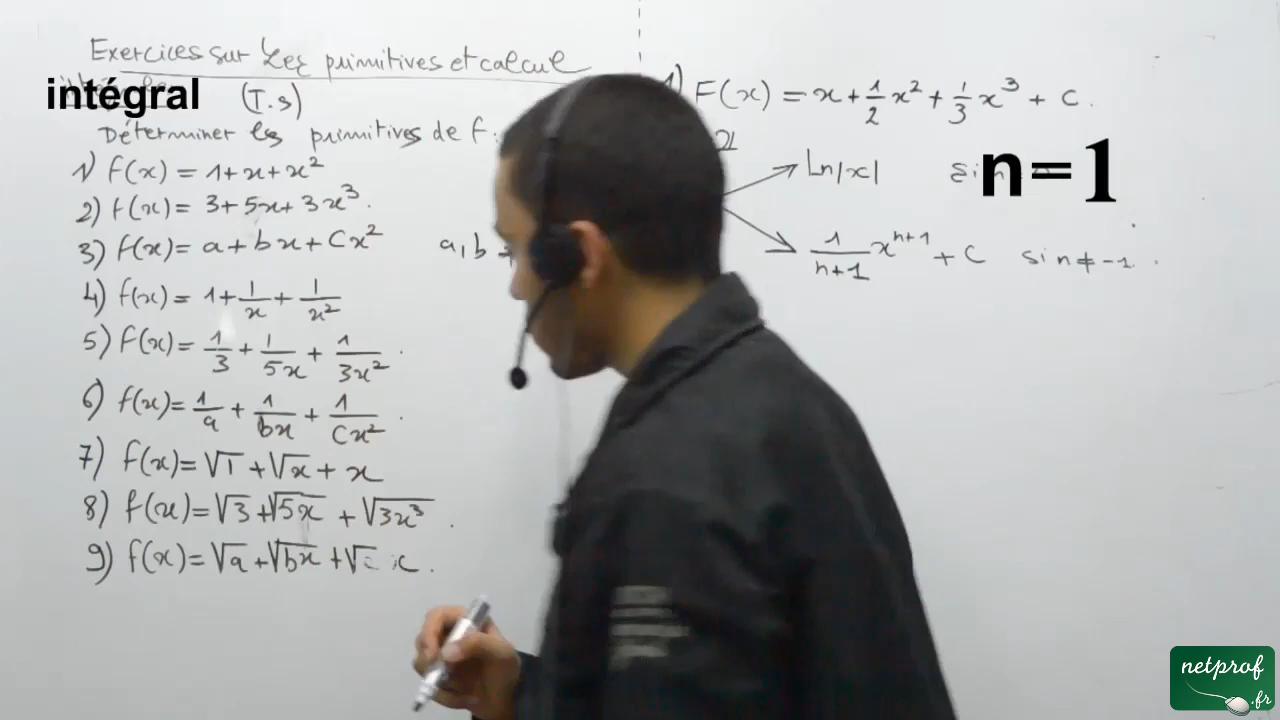 Exercices sur Les primitives et calcul
intégral (T.s)
Déterminer les primitives de f:
1) f(x) = 1+x+x²
2) f(x) = 3+5x+3x³.
3) f(x) = a+bx+Cx² a,b
4) f(x) = 1+1/x+1/x²
5) f(x) = 1/3+1/5x+1/3x².
6) f(x) = 1/a+1/bx+1/Cx².
7) f(x) = √1+√x+x
8) f(x) = √3+√5x+√3x³.
9) f(x) = √a+√bx+√ x.
1) F(x) = x+1/2x²+1/3x³+C.
Ln|x| si n=1
1/n+1 xⁿ⁺¹+C si n≠-1.
netprof
.fr